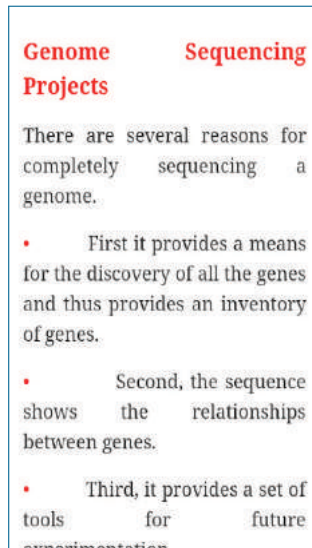 Genome Sequencing
Projects
There are several reasons for
completely sequencing a
genome.
• First it provides a means
for the discovery of all the genes
and thus provides an inventory
of genes.
• Second, the sequence
shows the relationships
between genes.
• Third, it provides a set of
tools for future
experimentation